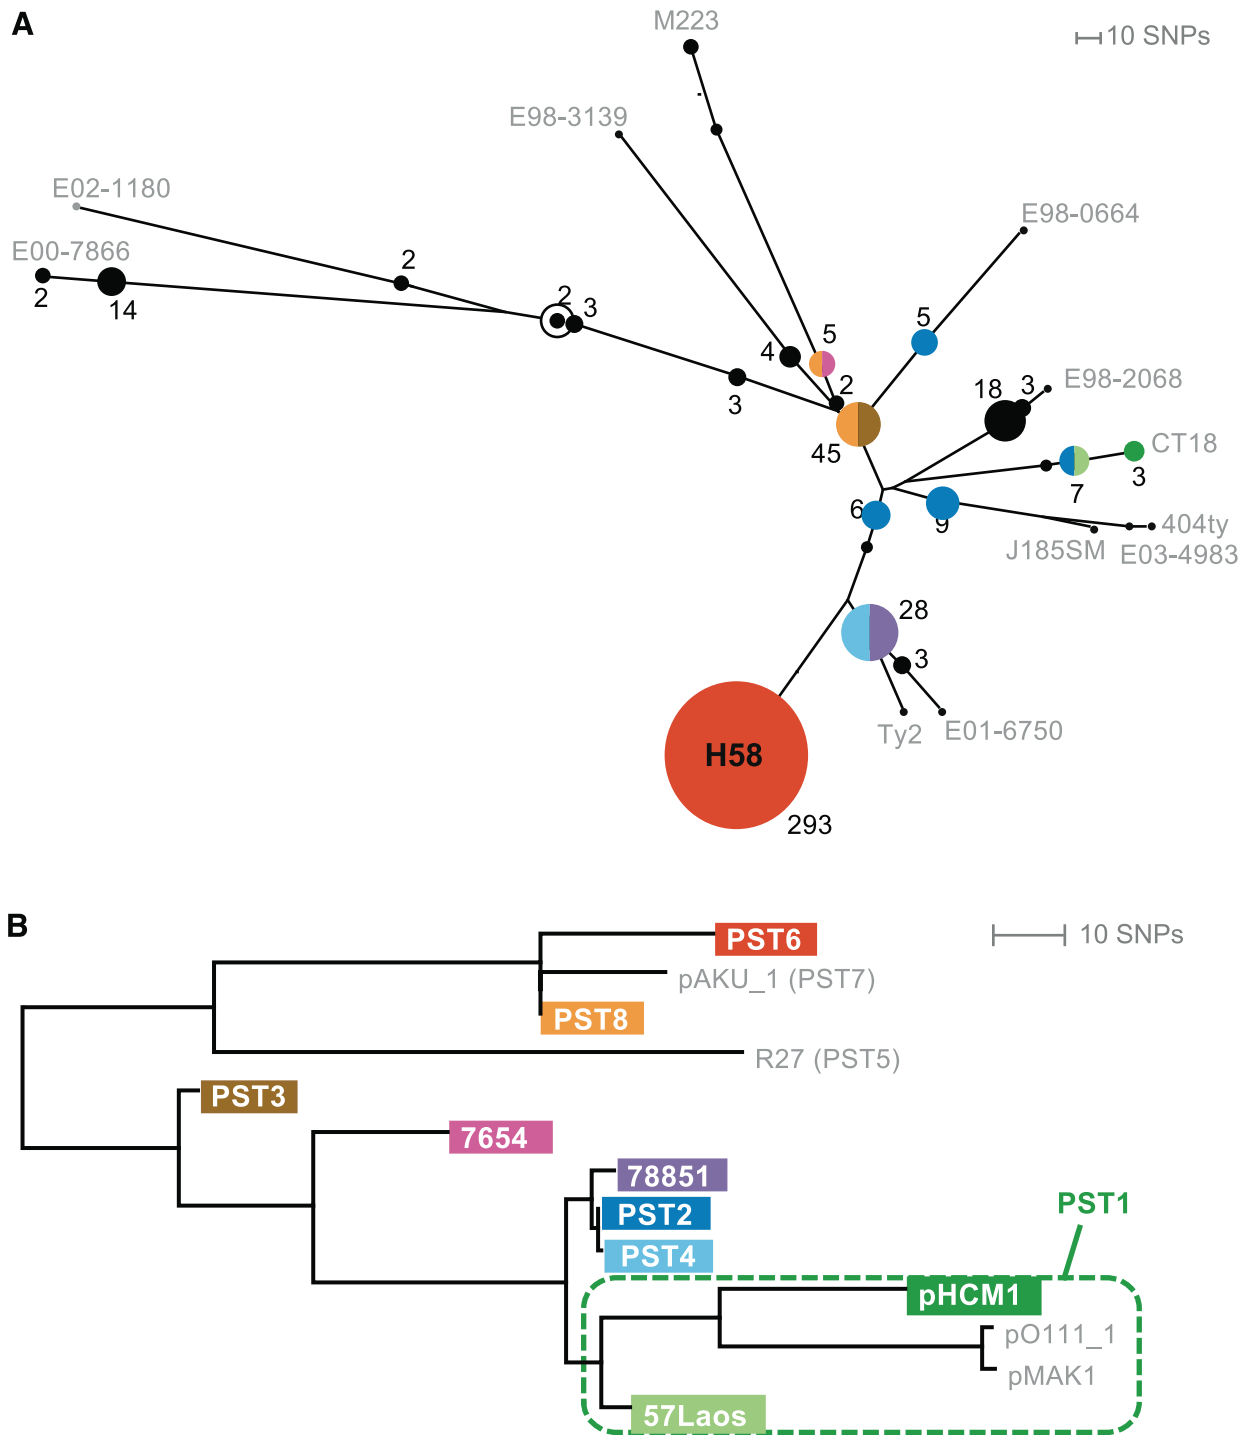 A
M223
10 SNPs
E98-3139
E02-1180
E98-0664
E00-7866
2
2
14
2
3
3
4
5
2
5
45
18
3
E98-2068
CT18
3
7
6
9
404ty
J185SM
E03-4983
28
3
Ty2
E01-6750
H58
293
B
10 SNPs
PST6
pAKU_1 (PST7)
PST8
R27 (PST5)
PST3
7654
78851
PST2
PST4
PST1
pHCM1
pO111_1
pMAK1
57Laos